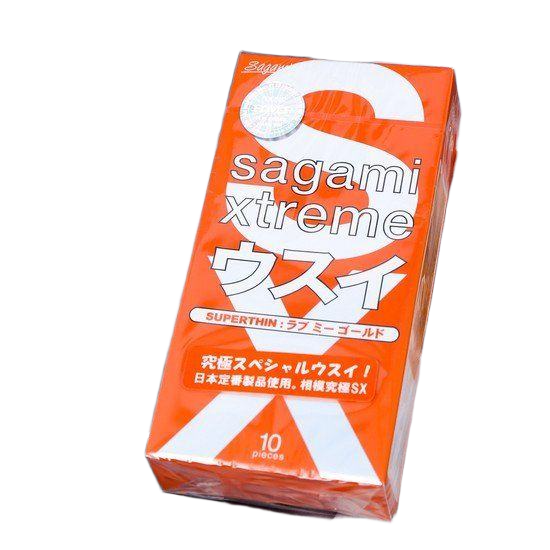 Sagami
sagami
xtreme
ウスイ
SUPERTHIN : ラブ ミー ゴールド
究極スペシャルウスイ！
日本定番製品使用。相模究極SX
10
pieces